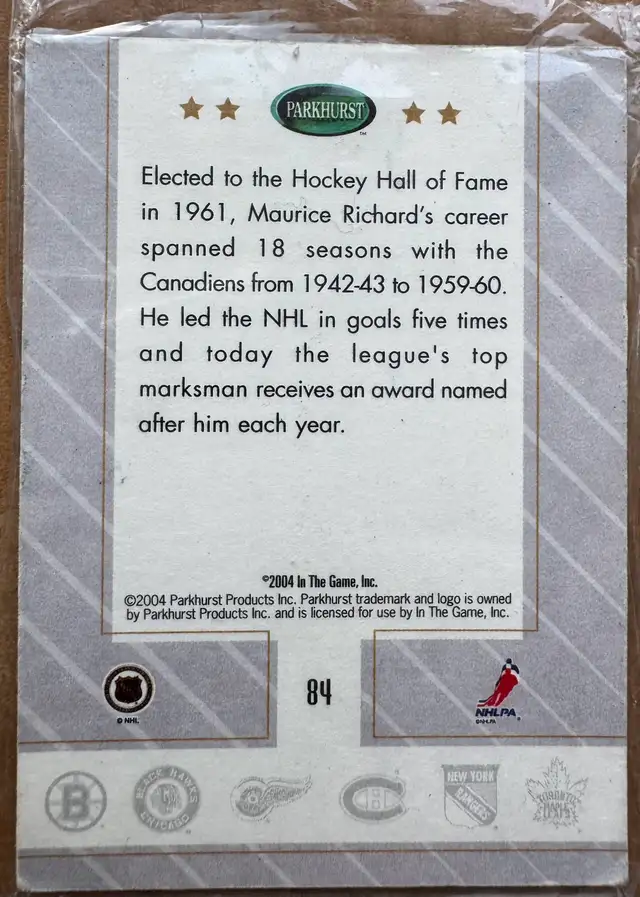 PARKHURST
TM
Elected to the Hockey Hall of Fame
in 1961, Maurice Richard's career
spanned 18 seasons with the
Canadiens from 1942-43 to 1959-60.
He led the NHL in goals five times
and today the league's top
marksman receives an award named
after him each year.
©2004 In The Game, Inc.
©2004 Parkhurst Products Inc. Parkhurst trademark and logo is owned
by Parkhurst Products Inc. and is licensed for use by In The Game, Inc.
© NHL
84
NHLPA
©NHLPA
B
BLACK HAWKS
CHICAGO
CH
NEW YORK
RANGERS
TORONTO